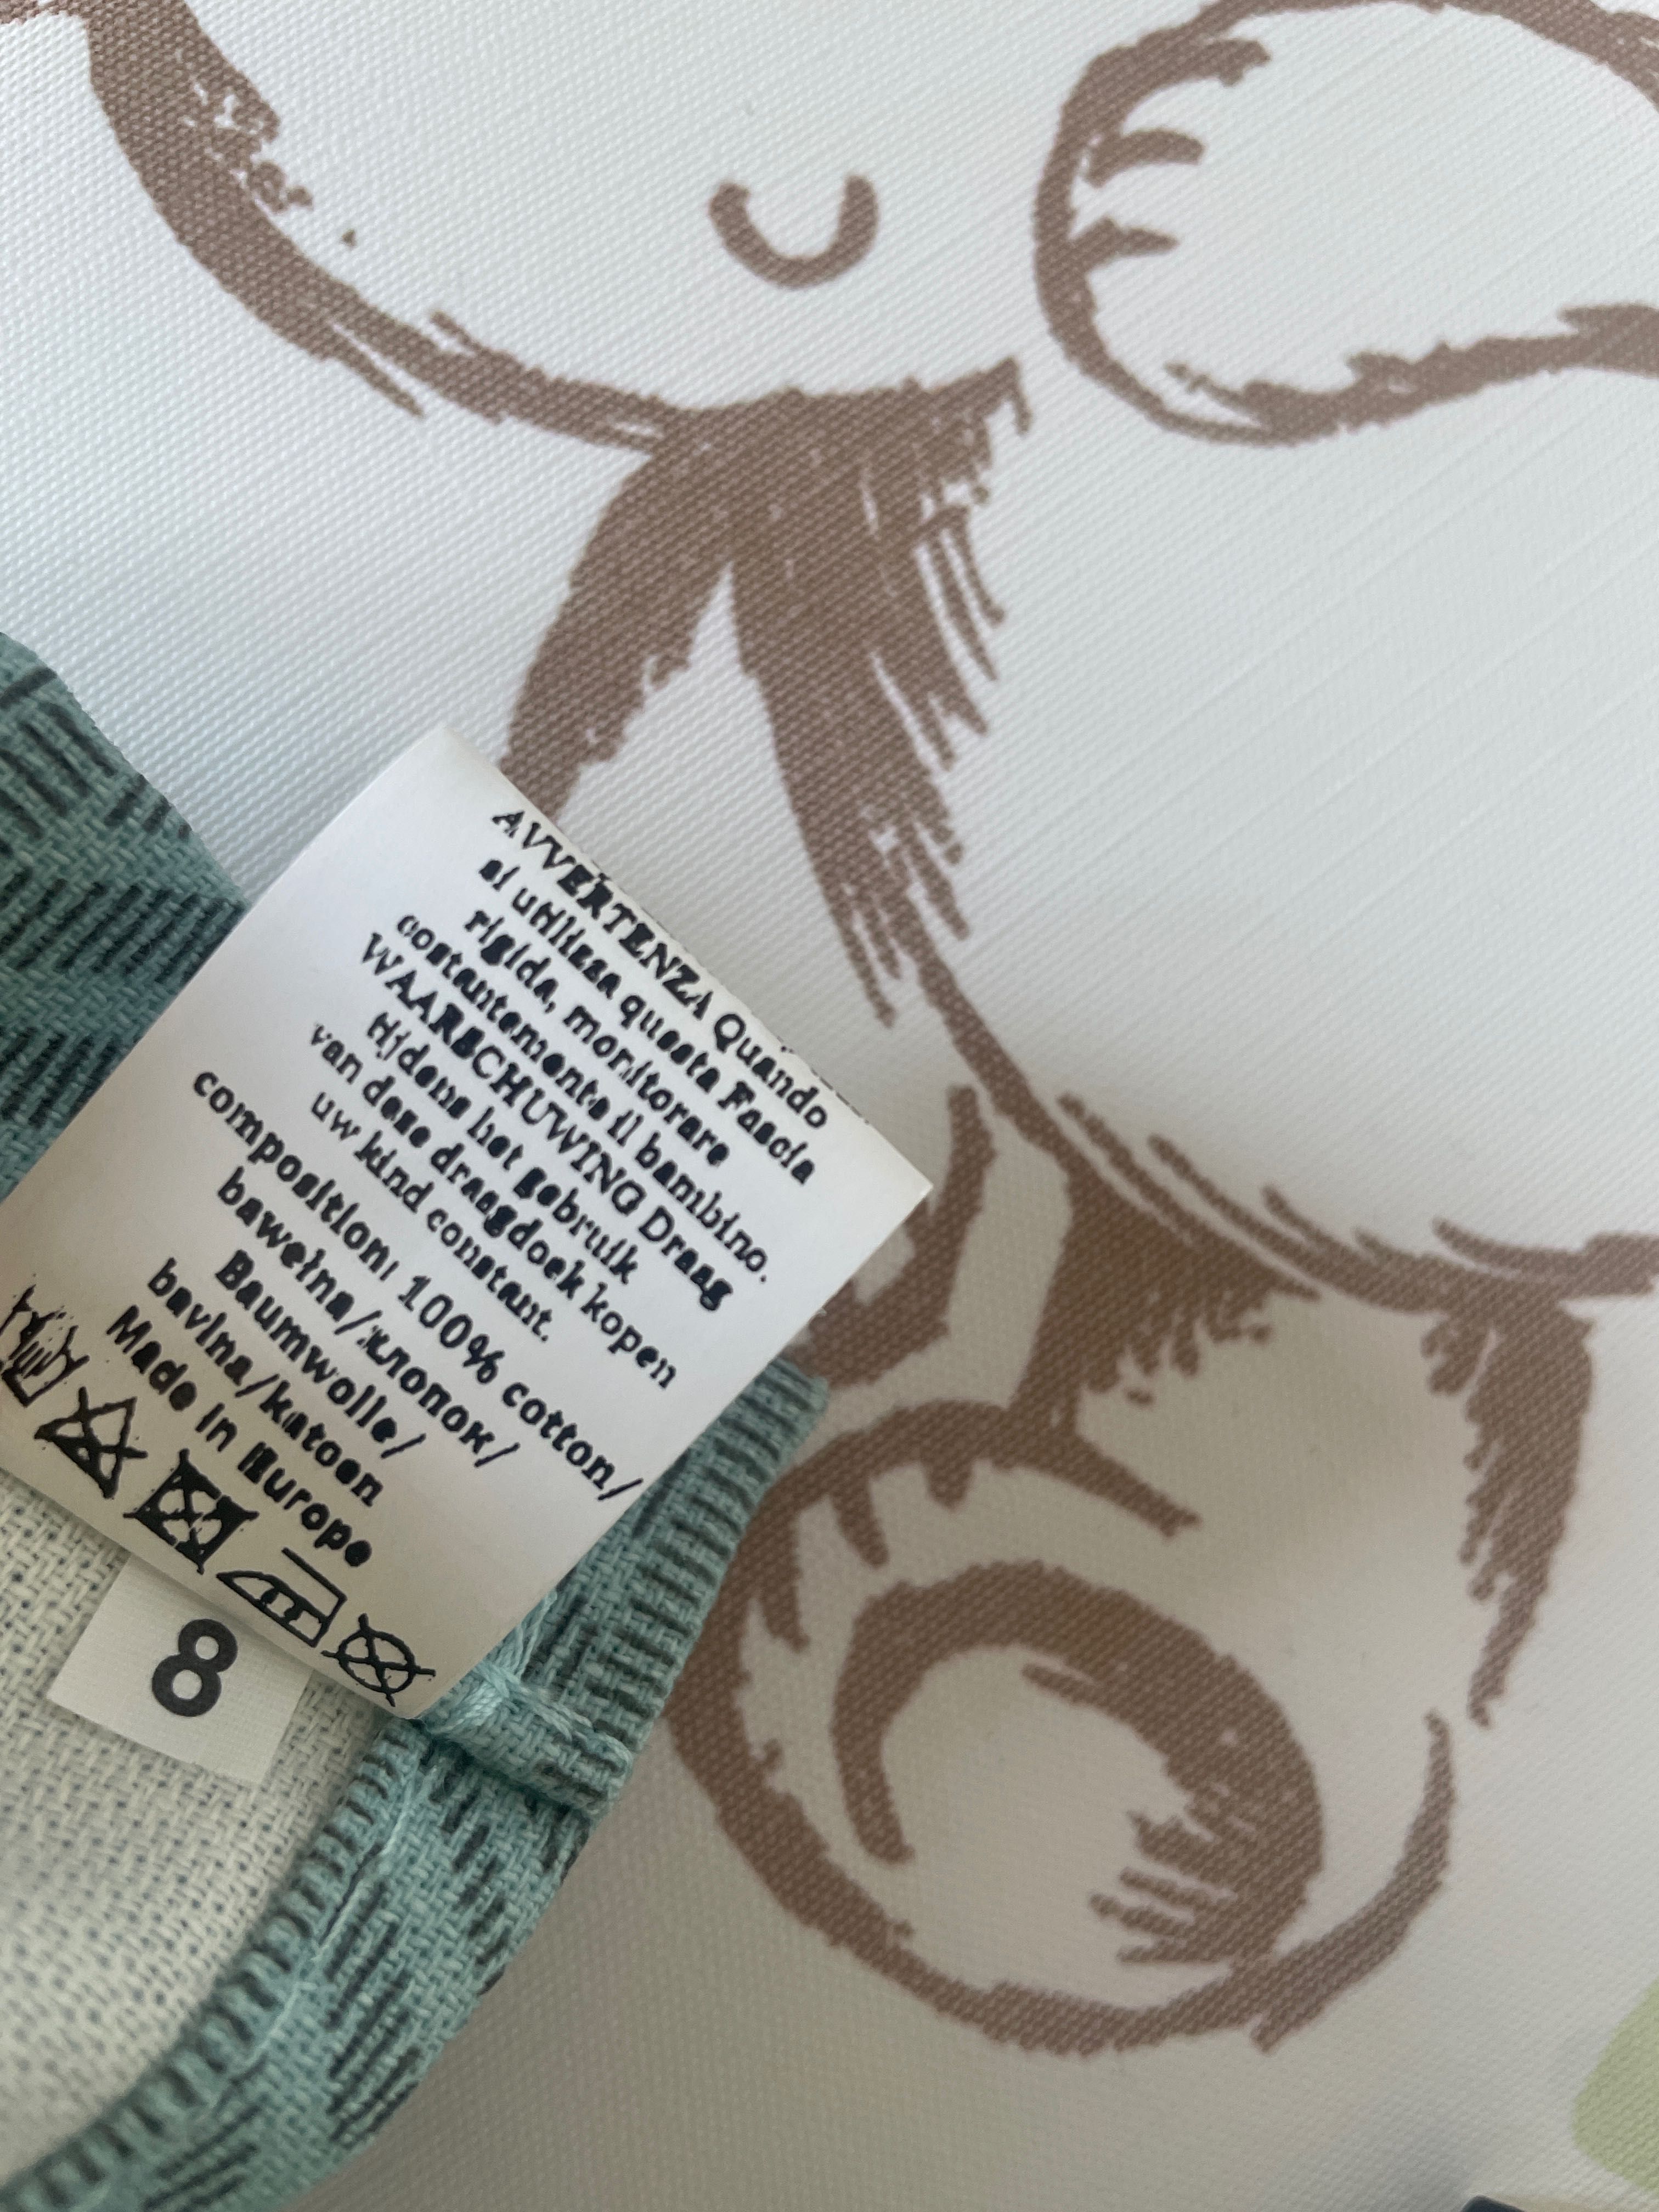 AVVERTENZA Quando
si utilizza questa Fascia
rigida, monitorare
costantemente il bambino.
WAARSCHUWING Draag
tijdens het gebruik
van deze draagdoek kopen
uw kind constant.
composition: 100% cotton/
bawełna/хлопок/
Baumwolle/
bavlna/katoen
Made in Europe
8